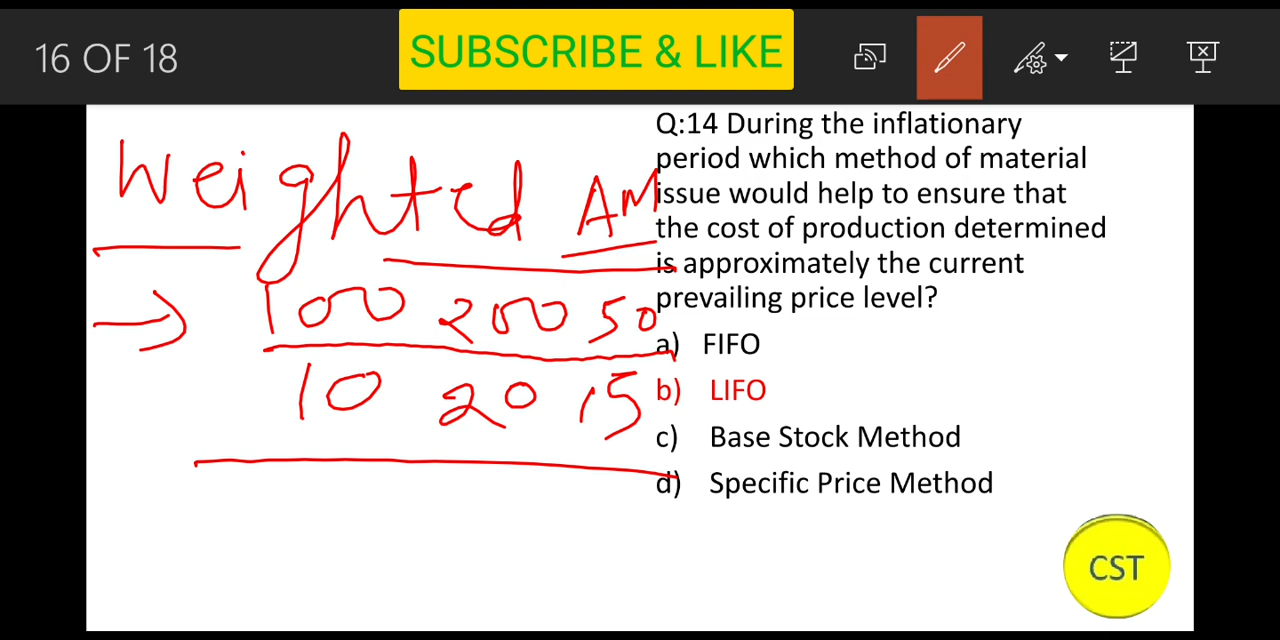 16 OF 18
SUBSCRIBE & LIKE
Weighted AM
100 200 50
10 20 15
Q:14 During the inflationary
period which method of material
issue would help to ensure that
the cost of production determined
is approximately the current
prevailing price level?
a) FIFO
b) LIFO
c) Base Stock Method
d) Specific Price Method
CST